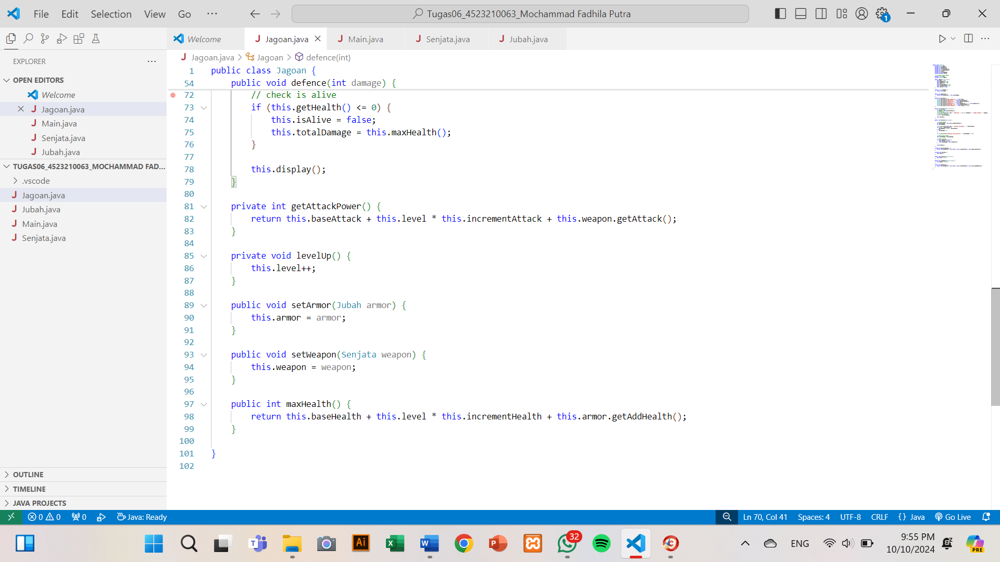 File Edit Selection View Go ··· Tugas06_4523210063_Mochammad Fadhila Putra 1
Welcome Jagoan.java Main.java Senjata.java Jubah.java
EXPLORER
OPEN EDITORS
Welcome
Jagoan.java
Main.java
Senjata.java
Jubah.java
TUGAS06_4523210063_MOCHAMMAD FAD...
.vscode
Jagoan.java
Jubah.java
Main.java
Senjata.java
OUTLINE
TIMELINE
JAVA PROJECTS
Jagoan.java > Jagoan > defence(int)
1 public class Jagoan {
54 public void defence(int damage) {
72 // check is alive
73 if (this.getHealth() <= 0) {
74 this.isAlive = false;
75 this.totalDamage = this.maxHealth();
76 }
77
78 this.display();
79 }
80
81 private int getAttackPower() {
82 return this.baseAttack + this.level * this.incrementAttack + this.weapon.getAttack();
83 }
84
85 private void levelUp() {
86 this.level++;
87 }
88
89 public void setArmor(Jubah armor) {
90 this.armor = armor;
91 }
92
93 public void setWeapon(Senjata weapon) {
94 this.weapon = weapon;
95 }
96
97 public int maxHealth() {
98 return this.baseHealth + this.level * this.incrementHealth + this.armor.getAddHealth();
99 }
100
101 }
102
0 0 0 Java: Ready Ln 70, Col 41 Spaces: 4 UTF-8 CRLF {} Java Go Live
32 ENG 9:55 PM
10/10/2024
PRE